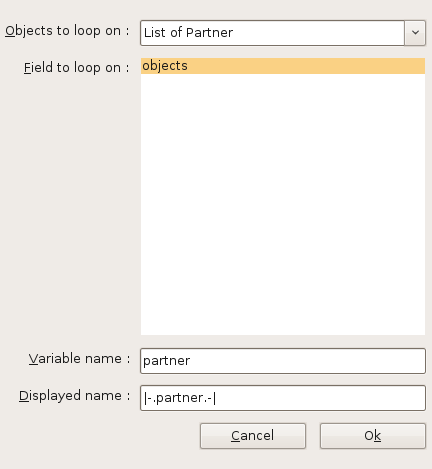 Objects to loop on : List of Partner
Field to loop on : objects
Variable name : partner
Displayed name : |-.partner.-|
Cancel Ok